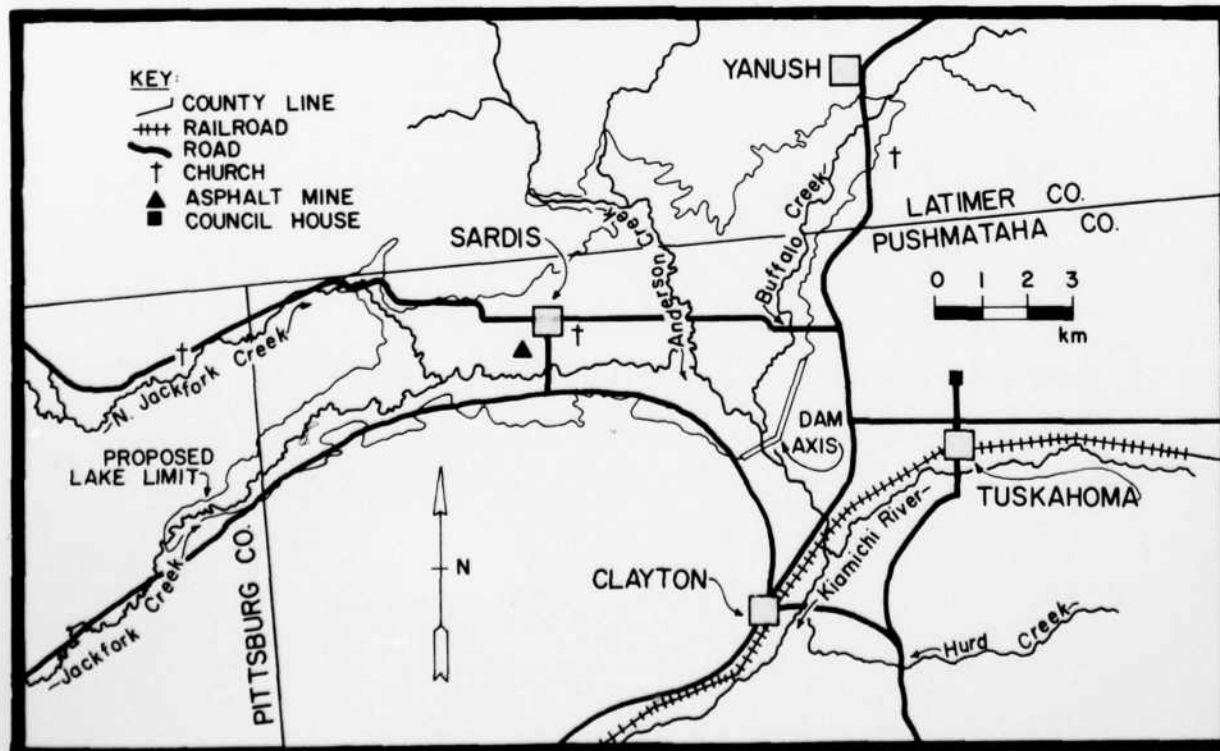 KEY:
COUNTY LINE
RAILROAD
ROAD
CHURCH
ASPHALT MINE
COUNCIL HOUSE
YANUSH
LATIMER CO.
PUSHMATAHA CO.
SARDIS
Anderson Creek
Buffalo Creek
0 1 2 3
km
N. Jackfork Creek
PROPOSED
LAKE LIMIT
DAM
AXIS
TUSKAHOMA
Kiamichi River
N
CLAYTON
Jackfork Creek
PITTSBURG CO.
Hurd Creek